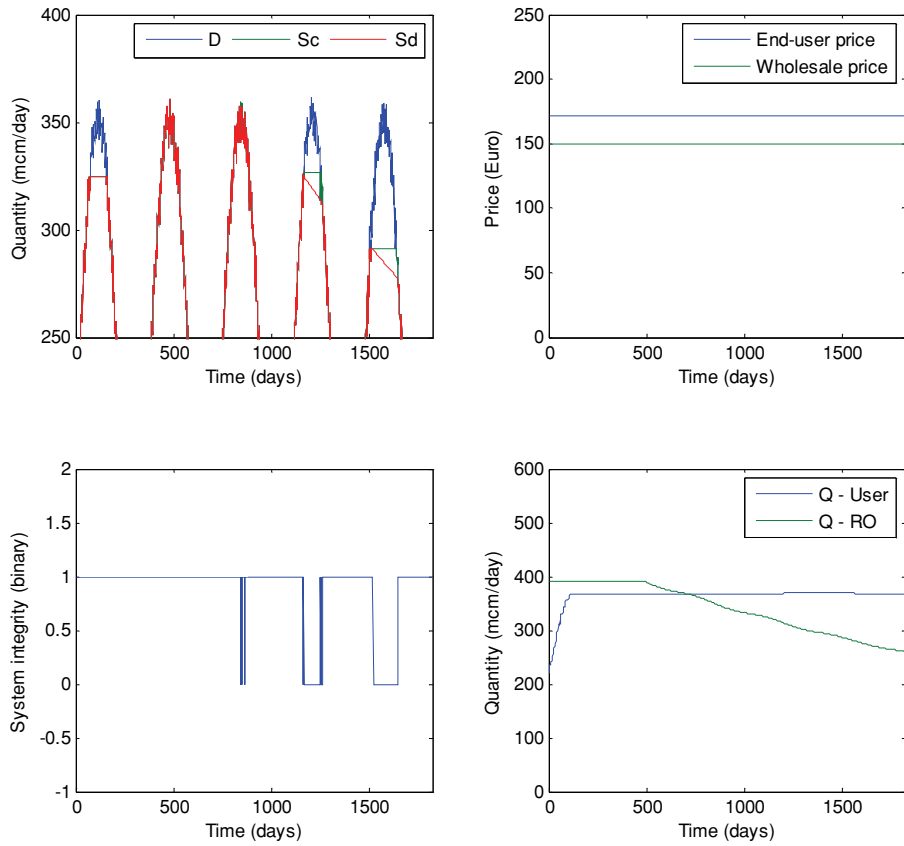 400
350
300
250
Quantity (mcm/day)
D Sc Sd
0 500 1000 1500
Time (days)
250
200
150
100
50
0
Price (Euro)
End-user price
Wholesale price
0 500 1000 1500
Time (days)
2
1.5
1
0.5
0
-0.5
-1
System integrity (binary)
0 500 1000 1500
Time (days)
600
500
400
300
200
100
0
Quantity (mcm/day)
Q - User
Q - RO
0 500 1000 1500
Time (days)